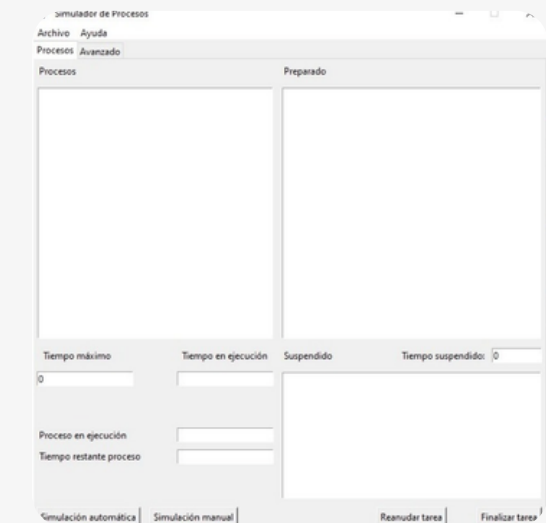 Simulador de Procesos
Archivo Ayuda
Procesos Avanzado
Procesos Preparado
Tiempo máximo Tiempo en ejecución Suspendido Tiempo suspendido: 0
0
Proceso en ejecución
Tiempo restante proceso
Simulación automática Simulación manual Reanudar tarea Finalizar tarea